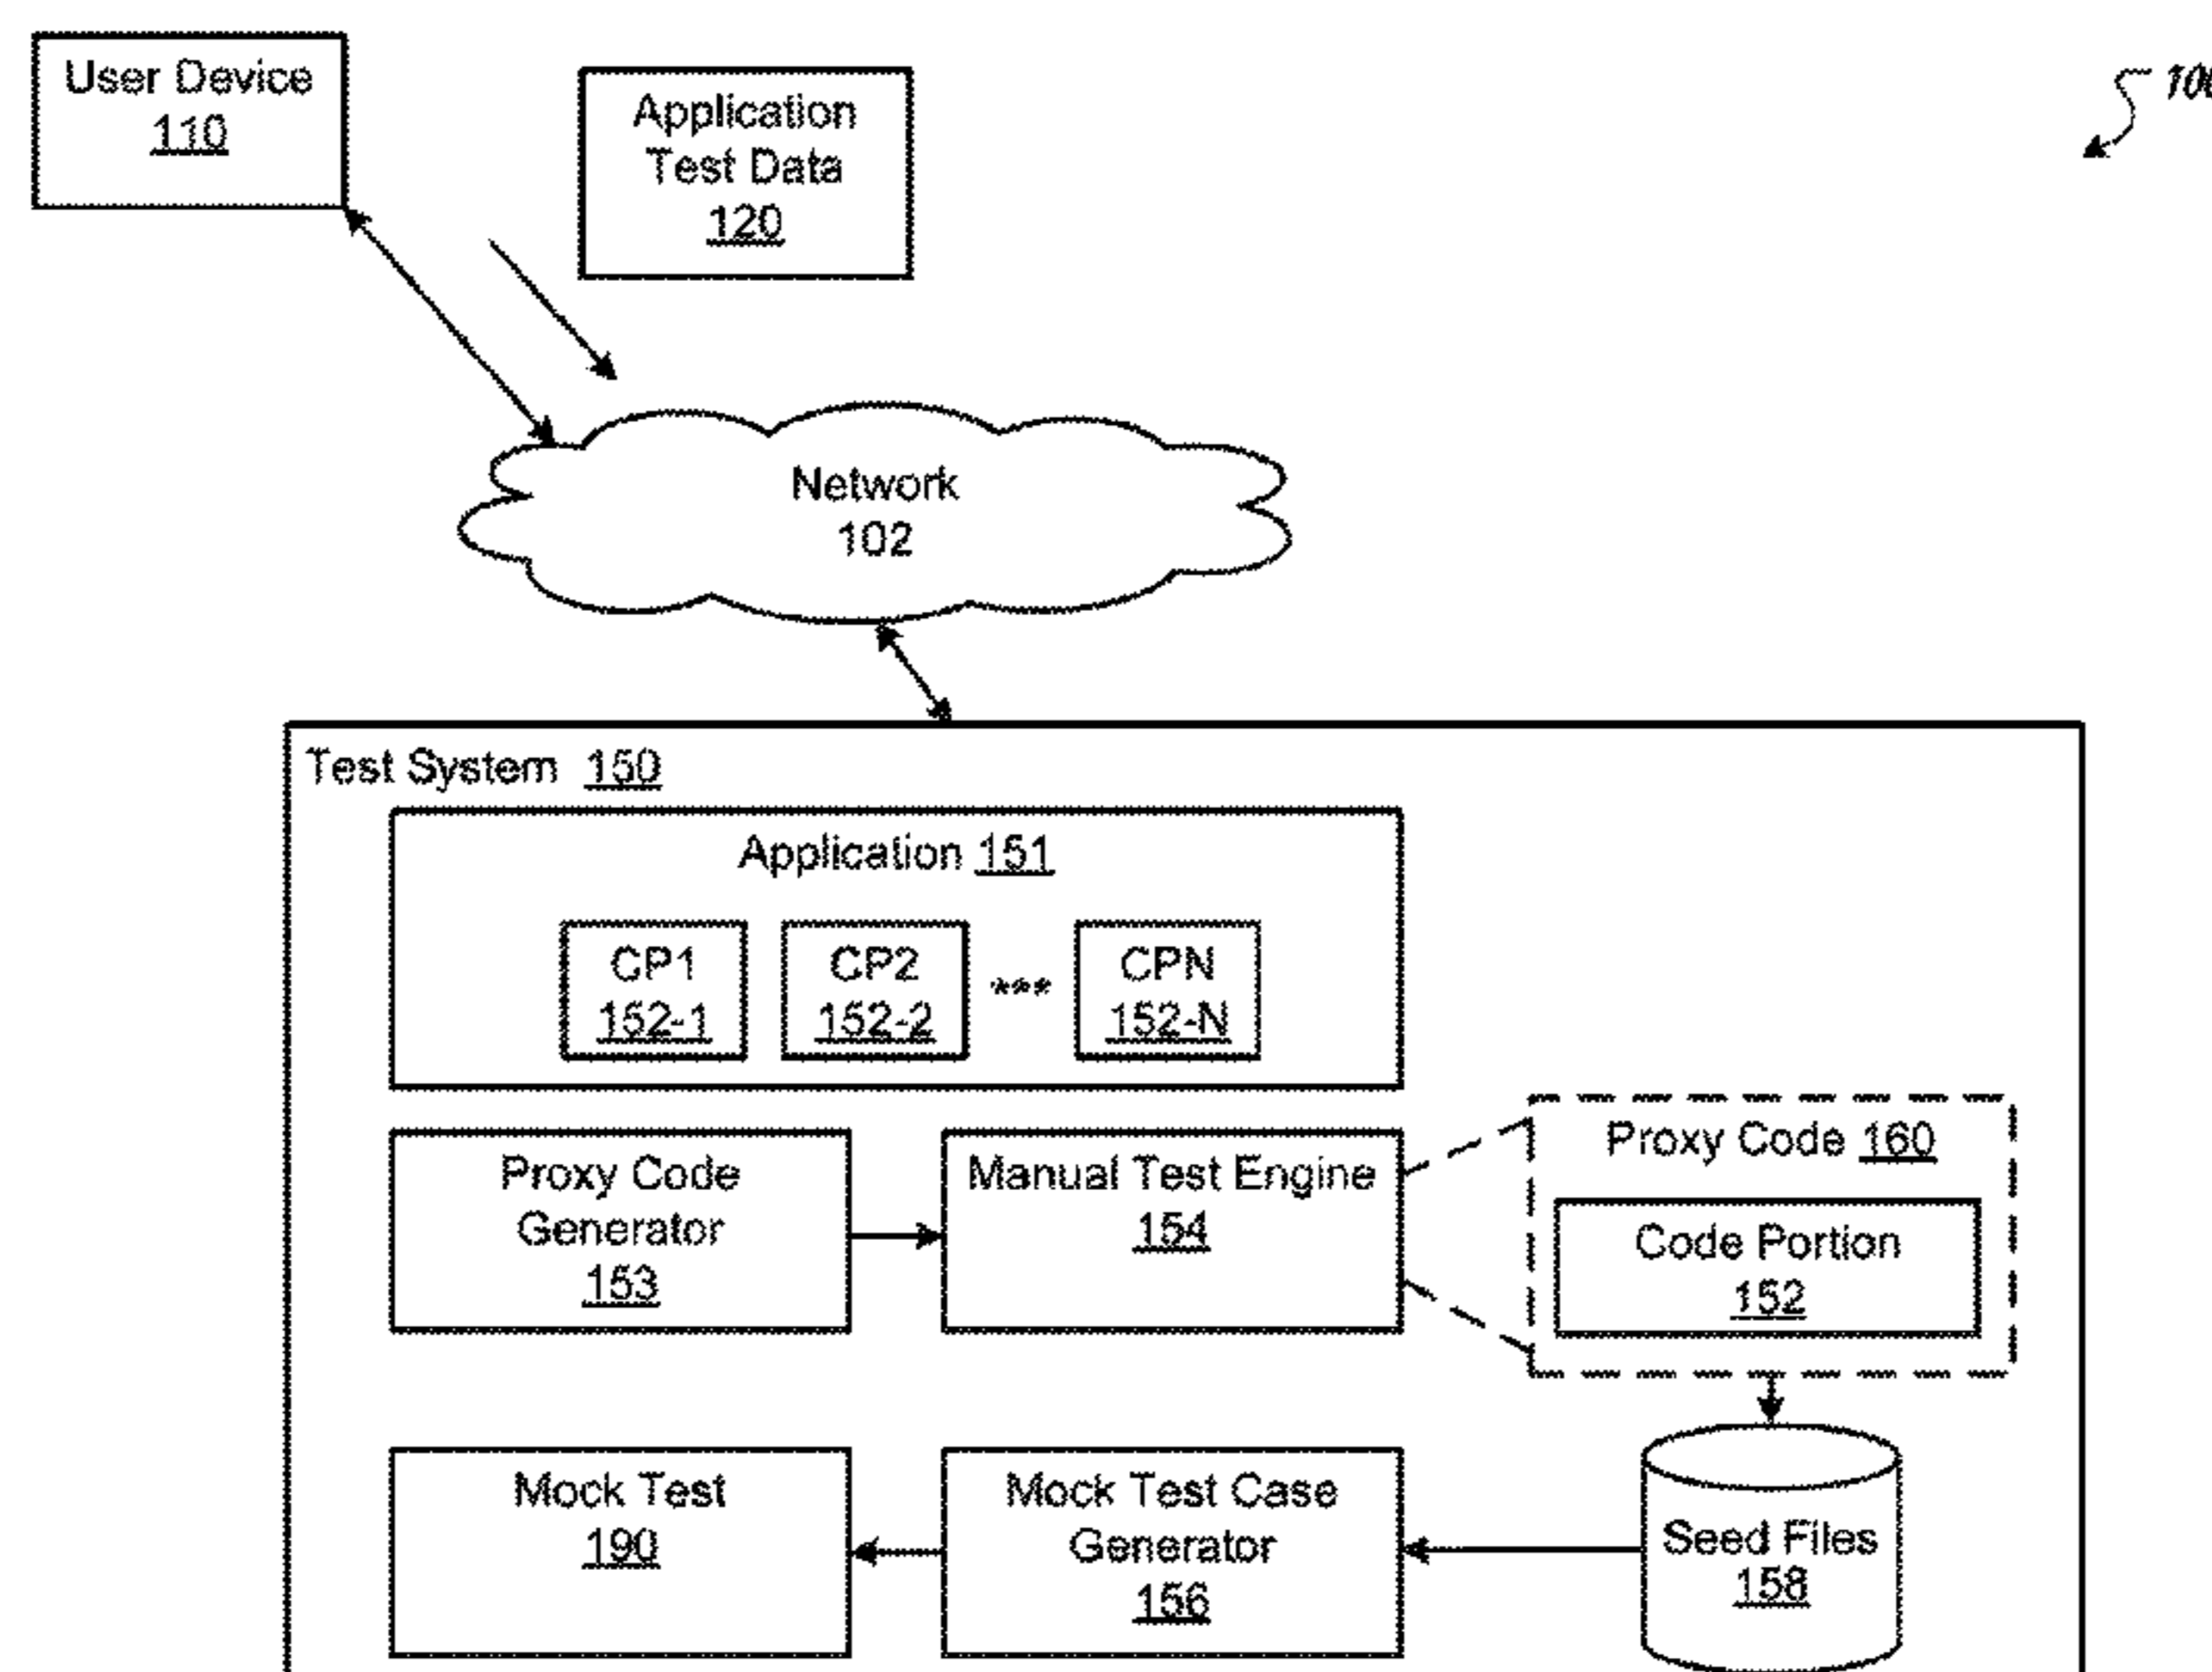 User Device
110
Application
Test Data
120
Network
102
Test System 150
Application 151
CP1
152-1
CP2
152-2
***
CPN
152-N
Proxy Code
Generator
153
Manual Test Engine
154
Proxy Code 160
Code Portion
152
Mock Test
190
Mock Test Case
Generator
156
Seed Files
158